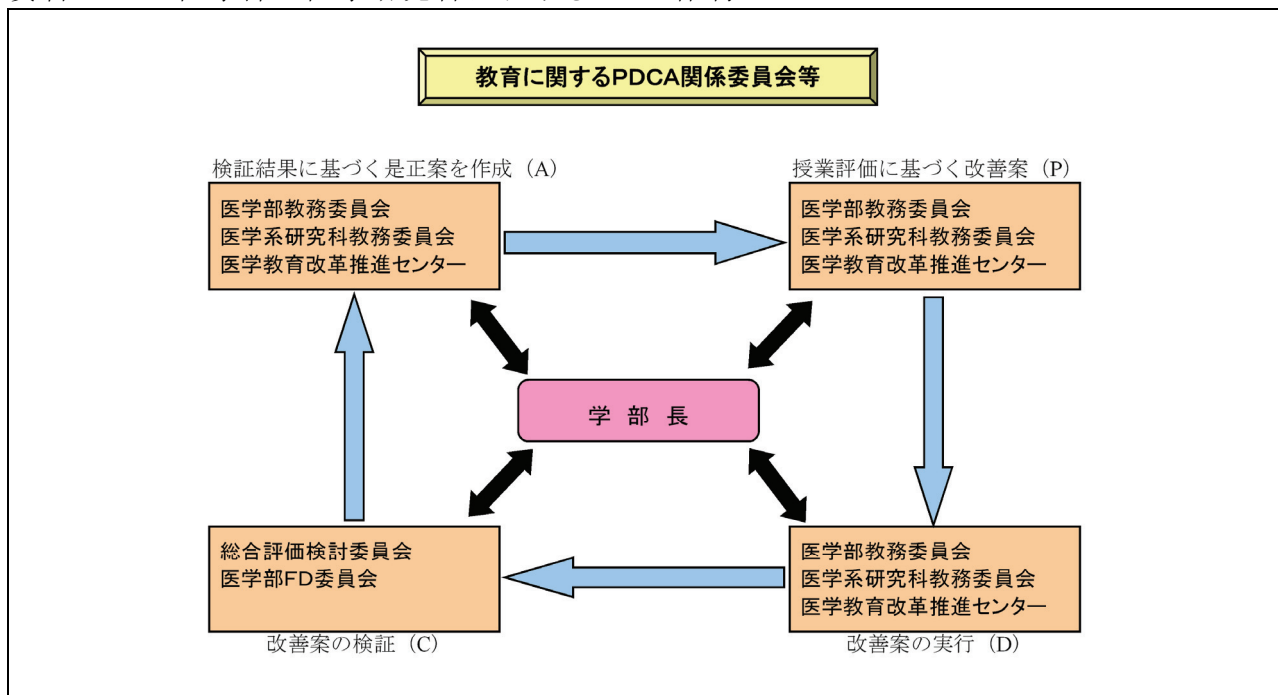 教育に関するPDCA関係委員会等
検証結果に基づく是正案を作成（A）
医学部教務委員会
医学系研究科教務委員会
医学教育改革推進センター
授業評価に基づく改善案（P）
医学部教務委員会
医学系研究科教務委員会
医学教育改革推進センター
学 部 長
総合評価検討委員会
医学部FD委員会
改善案の検証（C）
医学部教務委員会
医学系研究科教務委員会
医学教育改革推進センター
改善案の実行（D）